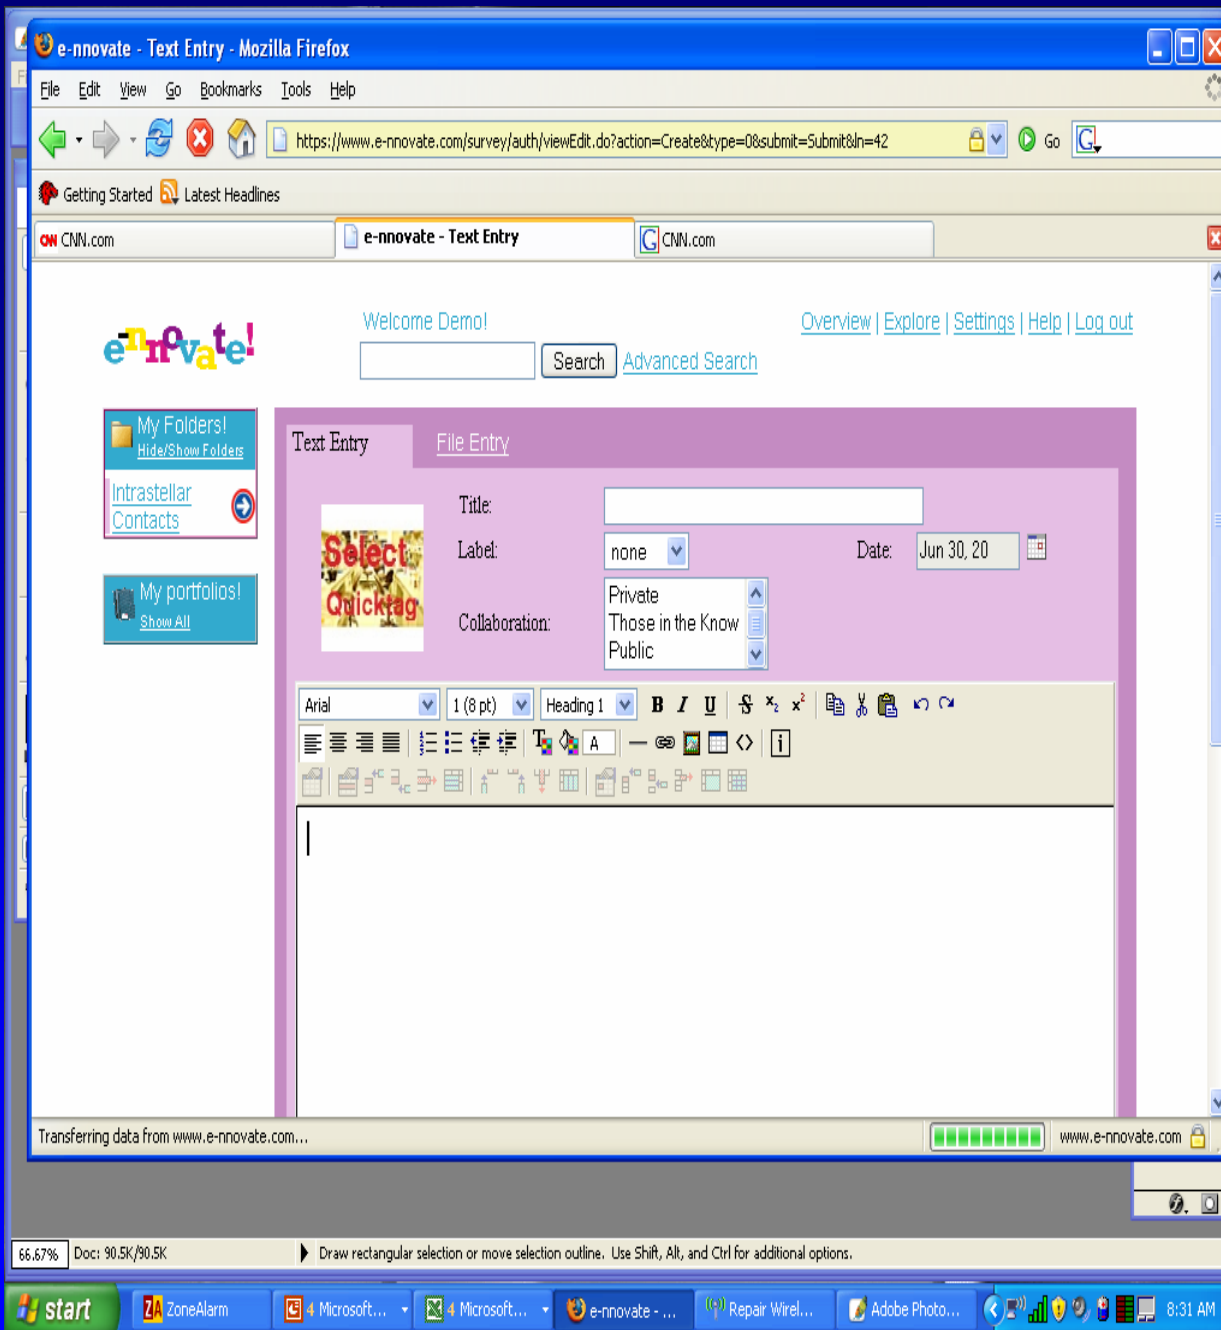 e-nnovate - Text Entry - Mozilla Firefox
File Edit View Go Bookmarks Tools Help
https://www.e-nnovate.com/survey/auth/viewEdit.do?action=Create&type=0&submit=Submit&ln=42 Go G
Getting Started Latest Headlines
CNN CNN.com e-nnovate - Text Entry G CNN.com
e-nnovate!
Welcome Demo! Overview | Explore | Settings | Help | Log out
Search Advanced Search
My Folders!
Hide/Show Folders
Intrastellar
Contacts
My portfolios!
Show All
Text Entry File Entry
Select
Quicktag
Title:
Label: none Date: Jun 30, 20
Collaboration:
Private
Those in the Know
Public
Arial 1 (8 pt) Heading 1 B I U S x2 x2
T A i
Transferring data from www.e-nnovate.com... www.e-nnovate.com
66.67% Doc: 90.5K/90.5K Draw rectangular selection or move selection outline. Use Shift, Alt, and Ctrl for additional options.
start ZA ZoneAlarm 4 Microsoft... 4 Microsoft... e-nnovate - ... Repair Wirel... Adobe Photo... 8:31 AM